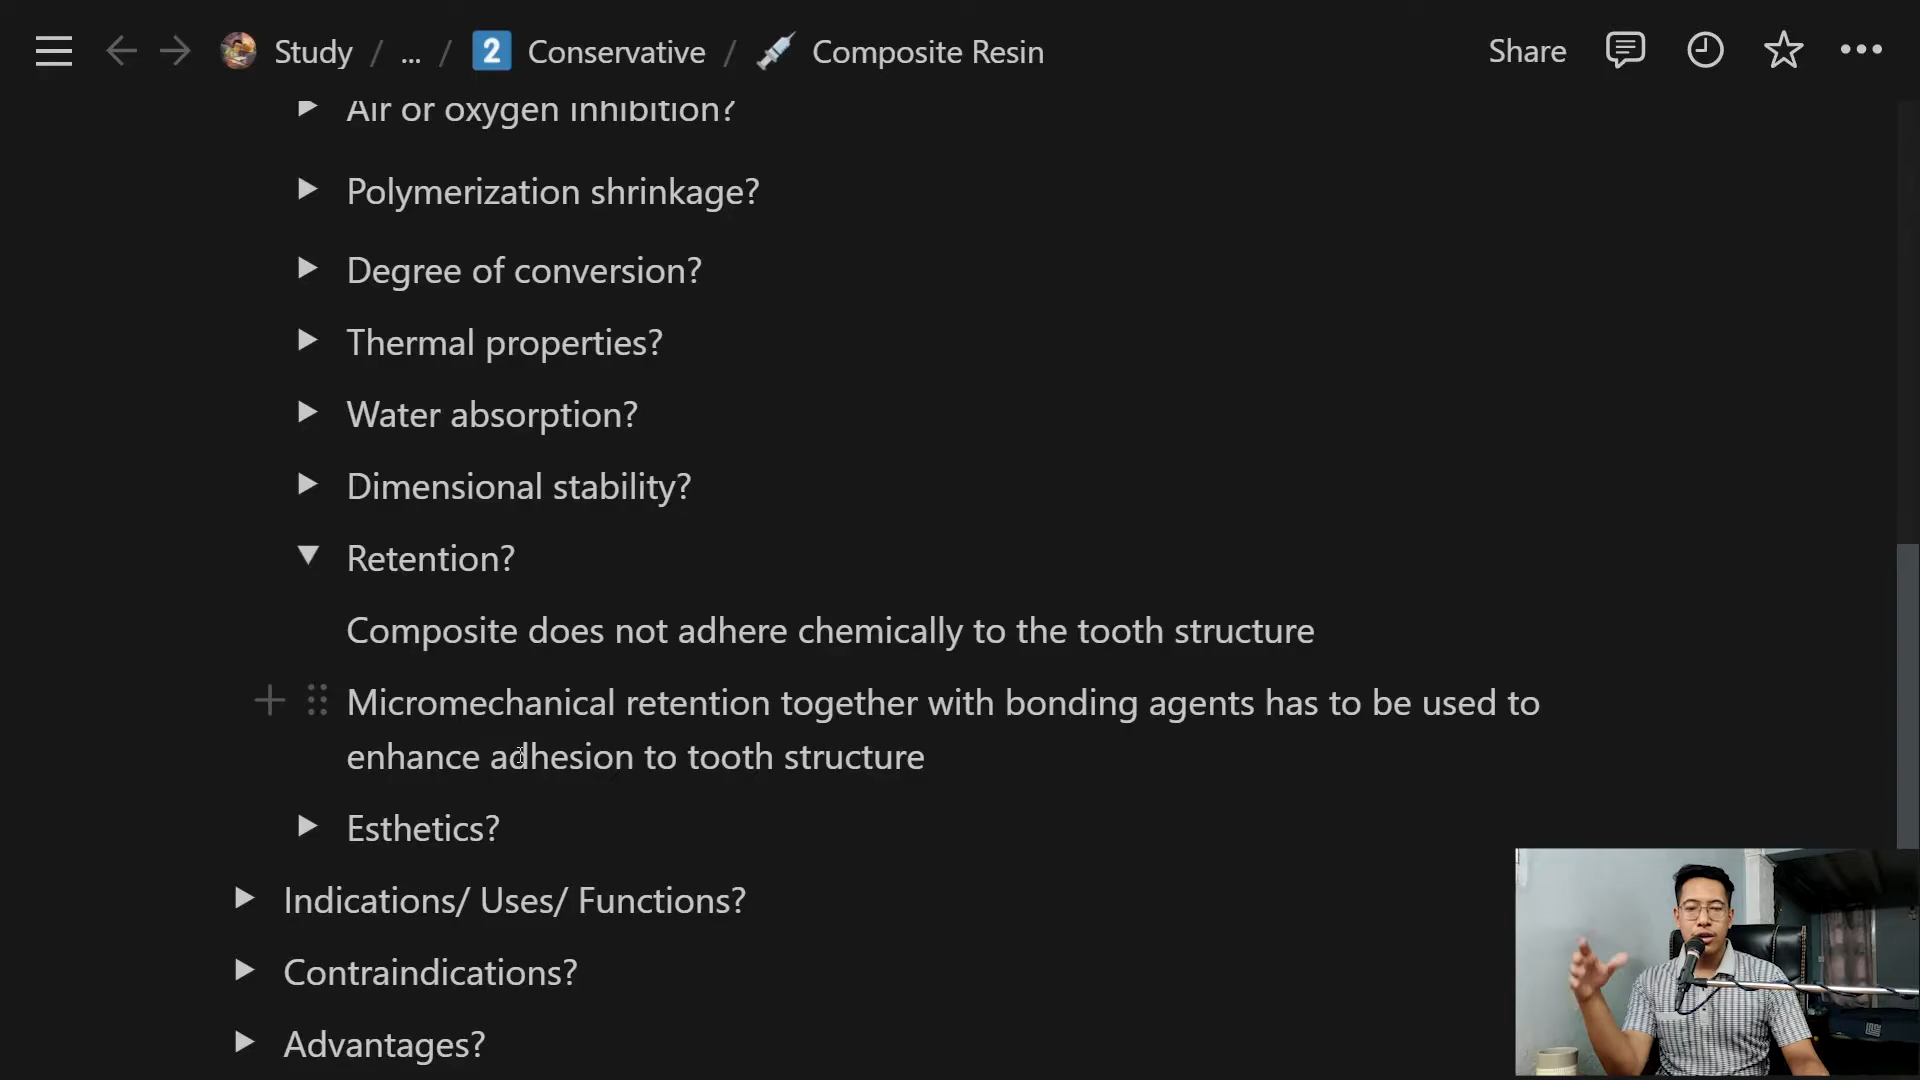 Study / ... / 2 Conservative / Composite Resin
Share
Air or oxygen inhibition?
Polymerization shrinkage?
Degree of conversion?
Thermal properties?
Water absorption?
Dimensional stability?
Retention?
Composite does not adhere chemically to the tooth structure
Micromechanical retention together with bonding agents has to be used to
enhance adhesion to tooth structure
Esthetics?
Indications/ Uses/ Functions?
Contraindications?
Advantages?